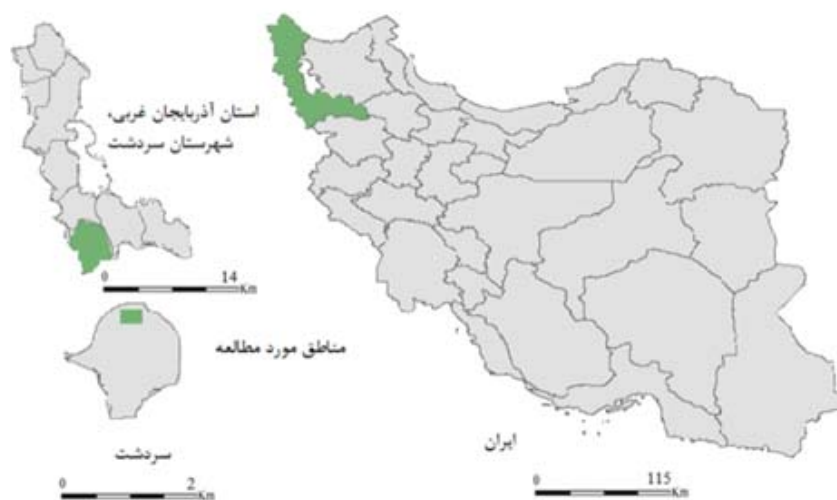 استان آذربایجان غربی،
شهرستان سردشت
0 14
Km
مناطق مورد مطالعه
سردشت
0 2
Km
ایران
0 115
Km